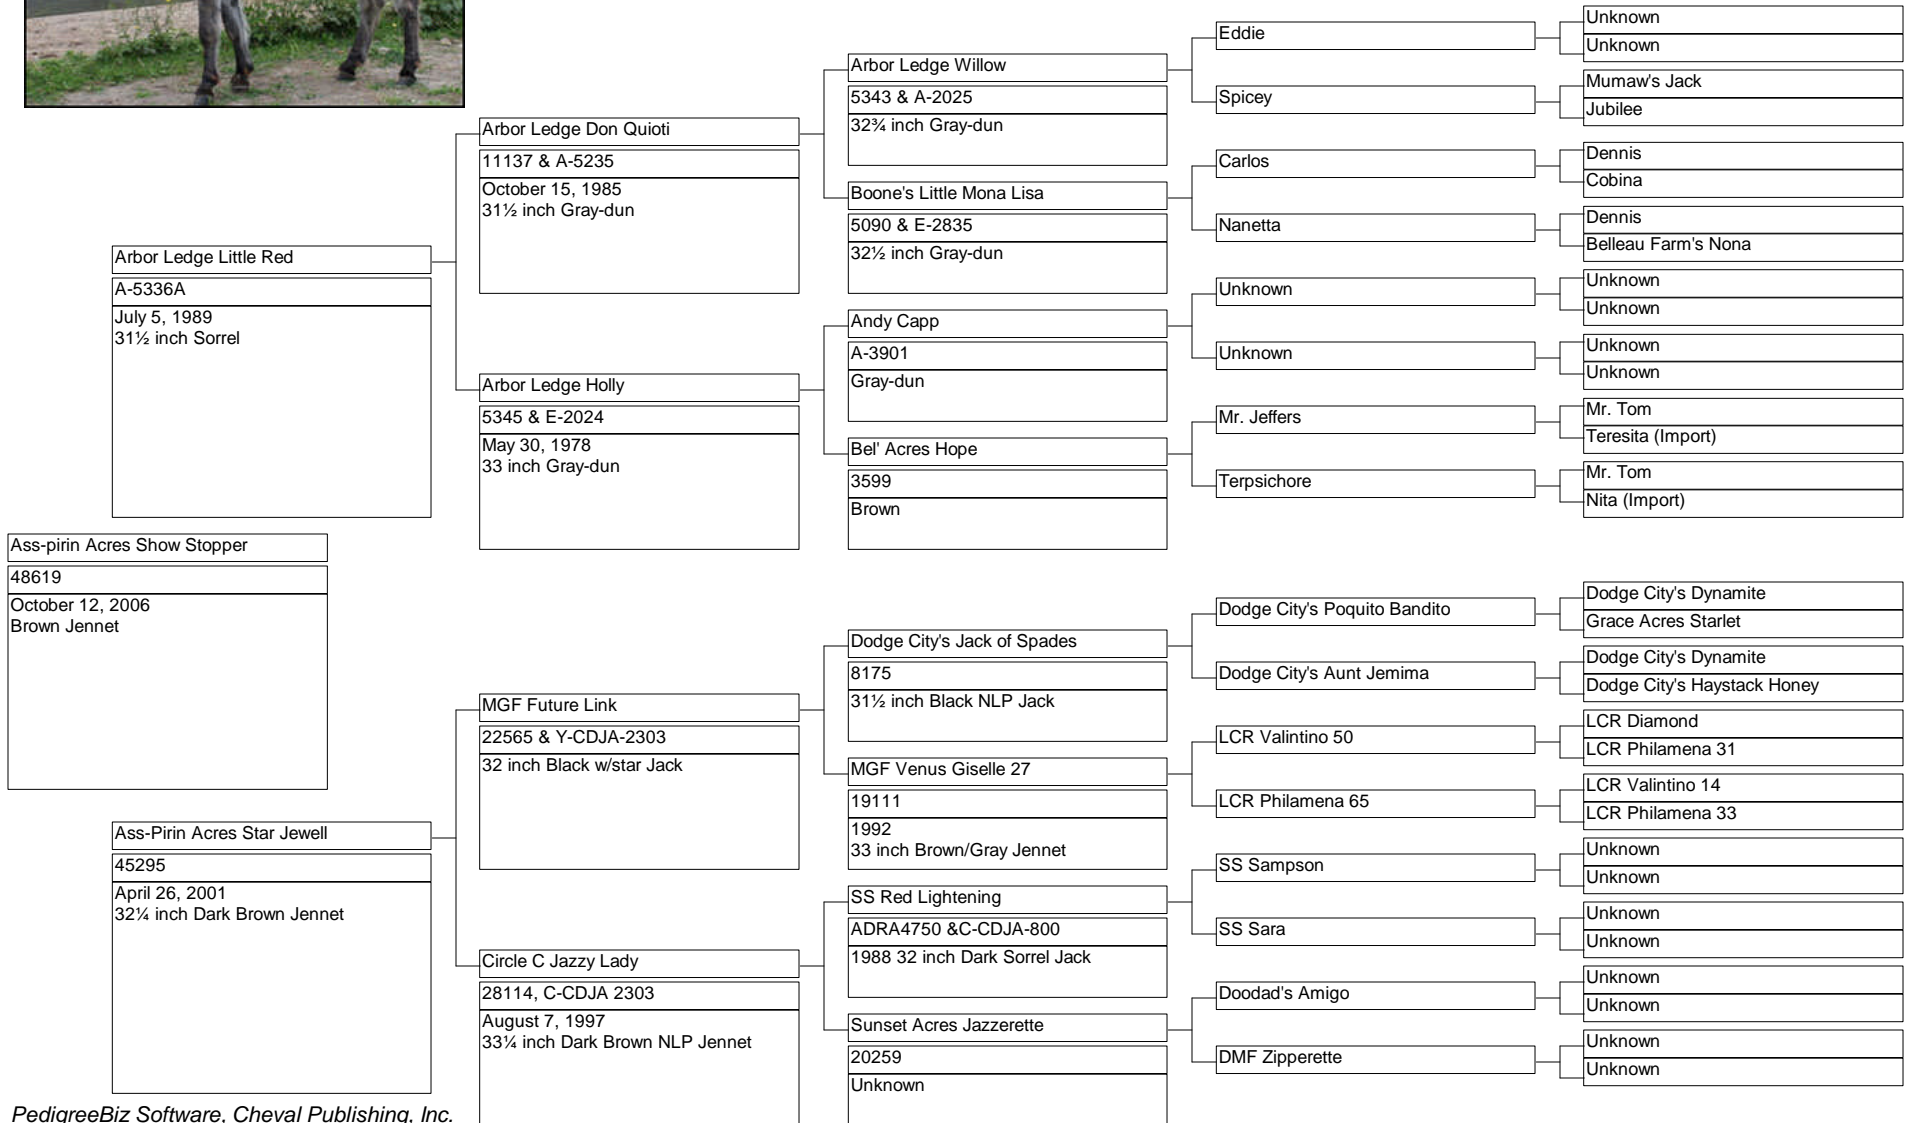 Ass-pirin Acres Show Stopper
48619
October 12, 2006
Brown Jennet
Arbor Ledge Little Red
A-5336A
July 5, 1989
31½ inch Sorrel
Ass-Pirin Acres Star Jewell
45295
April 26, 2001
32¼ inch Dark Brown Jennet
Arbor Ledge Don Quioti
11137 & A-5235
October 15, 1985
31½ inch Gray-dun
Arbor Ledge Holly
5345 & E-2024
May 30, 1978
33 inch Gray-dun
MGF Future Link
22565 & Y-CDJA-2303
32 inch Black w/star Jack
Circle C Jazzy Lady
28114, C-CDJA 2303
August 7, 1997
33¼ inch Dark Brown NLP Jennet
Arbor Ledge Willow
5343 & A-2025
32¾ inch Gray-dun
Boone's Little Mona Lisa
5090 & E-2835
32½ inch Gray-dun
Andy Capp
A-3901
Gray-dun
Bel' Acres Hope
3599
Brown
Dodge City's Jack of Spades
8175
31½ inch Black NLP Jack
MGF Venus Giselle 27
19111
1992
33 inch Brown/Gray Jennet
SS Red Lightening
ADRA4750 &C-CDJA-800
1988 32 inch Dark Sorrel Jack
Sunset Acres Jazzerette
20259
Unknown
Eddie
Spicey
Carlos
Nanetta
Unknown
Unknown
Mr. Jeffers
Terpsichore
Dodge City's Poquito Bandito
Dodge City's Aunt Jemima
LCR Valintino 50
LCR Philamena 65
SS Sampson
SS Sara
Doodad's Amigo
DMF Zipperette
Unknown
Unknown
Mumaw's Jack
Jubilee
Dennis
Cobina
Dennis
Belleau Farm's Nona
Unknown
Unknown
Unknown
Unknown
Mr. Tom
Teresita (Import)
Mr. Tom
Nita (Import)
Dodge City's Dynamite
Grace Acres Starlet
Dodge City's Dynamite
Dodge City's Haystack Honey
LCR Diamond
LCR Philamena 31
LCR Valintino 14
LCR Philamena 33
Unknown
Unknown
Unknown
Unknown
Unknown
Unknown
Unknown
Unknown
PedigreeBiz Software, Cheval Publishing, Inc.